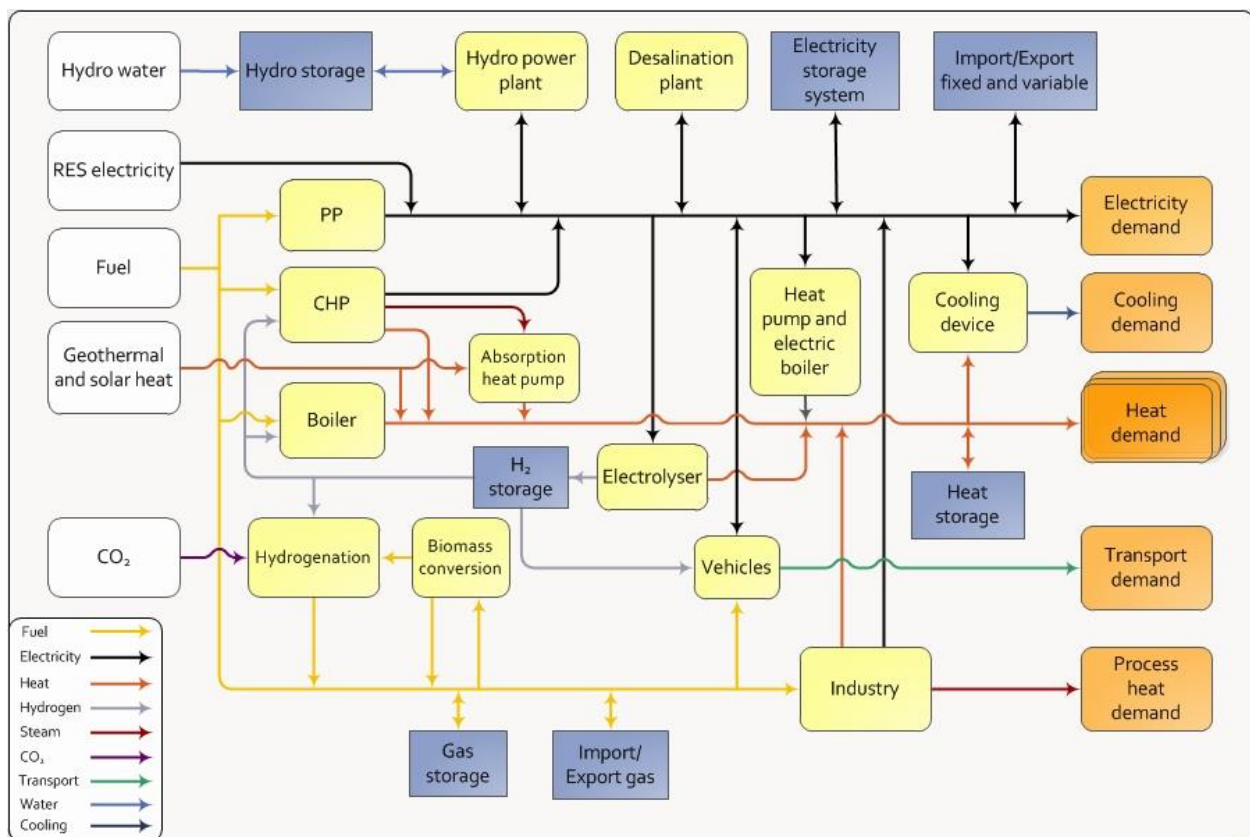 Hydro water
Hydro storage
Hydro power
plant
Desalination
plant
Electricity
storage
system
Import/Export
fixed and variable
RES electricity
PP
Electricity
demand
Fuel
CHP
Heat
pump and
electric
boiler
Cooling
device
Cooling
demand
Geothermal
and solar heat
Absorption
heat pump
Boiler
Heat
demand
H₂
storage
Electrolyser
Heat
storage
CO₂
Hydrogenation
Biomass
conversion
Vehicles
Transport
demand
Industry
Process
heat
demand
Gas
storage
Import/
Export gas
Fuel
Electricity
Heat
Hydrogen
Steam
CO₂
Transport
Water
Cooling